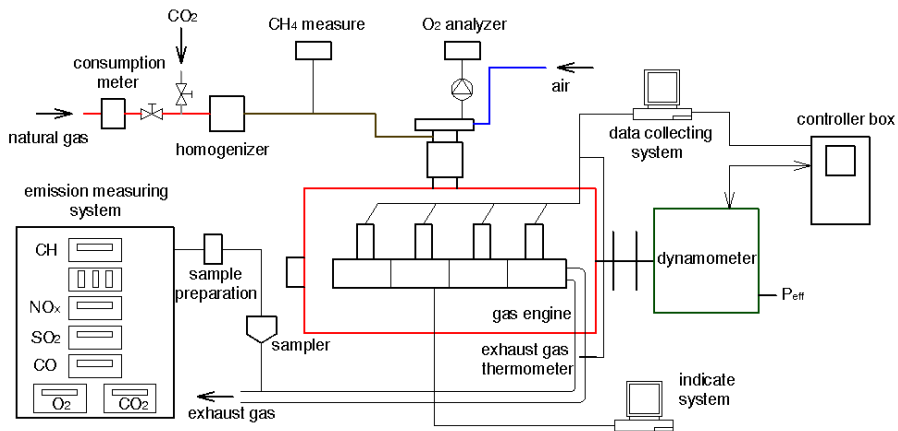 CO₂
CH₄ measure
O₂ analyzer
consumption
meter
air
natural gas
homogenizer
data collecting
system
controller box
emission measuring
system
CH
sample
preparation
NOx
SO₂
CO
O₂
CO₂
sampler
exhaust gas
gas engine
exhaust gas
thermometer
dynamometer
Peff
indicate
system